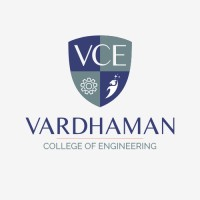 VCE
VARDHAMAN
COLLEGE OF ENGINEERING